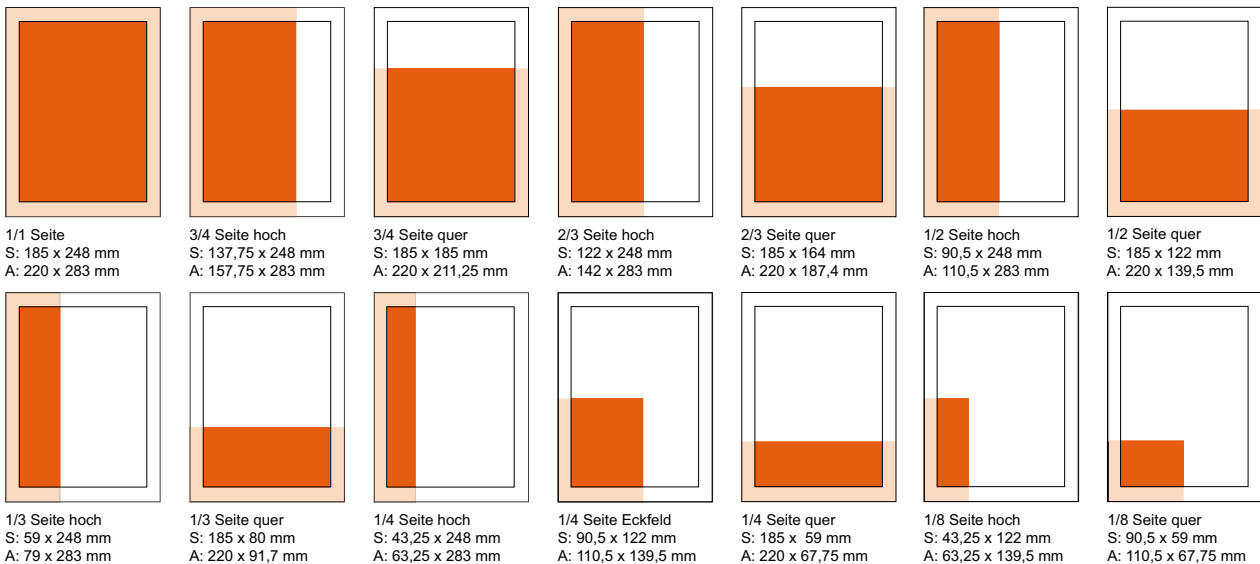 1/1 Seite
S: 185 x 248 mm
A: 220 x 283 mm
3/4 Seite hoch
S: 137,75 x 248 mm
A: 157,75 x 283 mm
3/4 Seite quer
S: 185 x 185 mm
A: 220 x 211,25 mm
2/3 Seite hoch
S: 122 x 248 mm
A: 142 x 283 mm
2/3 Seite quer
S: 185 x 164 mm
A: 220 x 187,4 mm
1/2 Seite hoch
S: 90,5 x 248 mm
A: 110,5 x 283 mm
1/2 Seite quer
S: 185 x 122 mm
A: 220 x 139,5 mm
1/3 Seite hoch
S: 59 x 248 mm
A: 79 x 283 mm
1/3 Seite quer
S: 185 x 80 mm
A: 220 x 91,7 mm
1/4 Seite hoch
S: 43,25 x 248 mm
A: 63,25 x 283 mm
1/4 Seite Eckfeld
S: 90,5 x 122 mm
A: 110,5 x 139,5 mm
1/4 Seite quer
S: 185 x  59 mm
A: 220 x 67,75 mm
1/8 Seite hoch
S: 43,25 x 122 mm
A: 63,25 x 139,5 mm
1/8 Seite quer
S: 90,5 x 59 mm
A: 110,5 x 67,75 mm